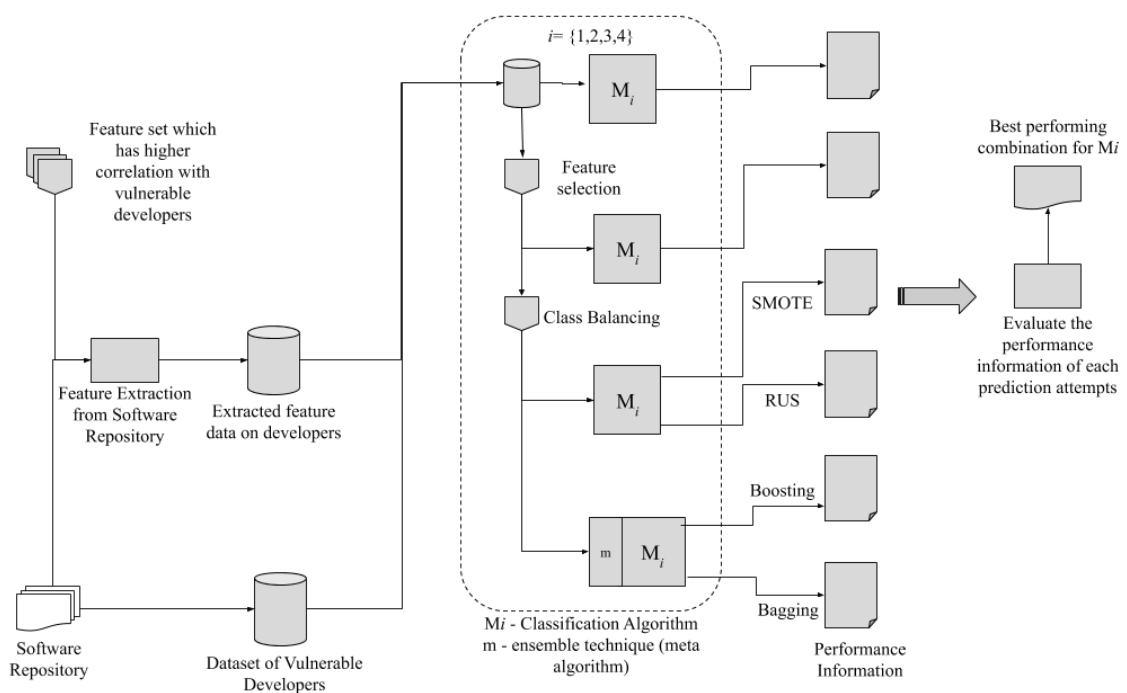 i= {1,2,3,4}
Mi
Feature set which
has higher
correlation with
vulnerable
developers
Feature
selection
Mi
Best performing
combination for Mi
Class Balancing
SMOTE
Mi
RUS
Evaluate the
performance
information of each
prediction attempts
Feature Extraction
from Software
Repository
Extracted feature
data on developers
Boosting
m
Mi
Bagging
Software
Repository
Dataset of Vulnerable
Developers
Mi - Classification Algorithm
m - ensemble technique (meta
algorithm)
Performance
Information